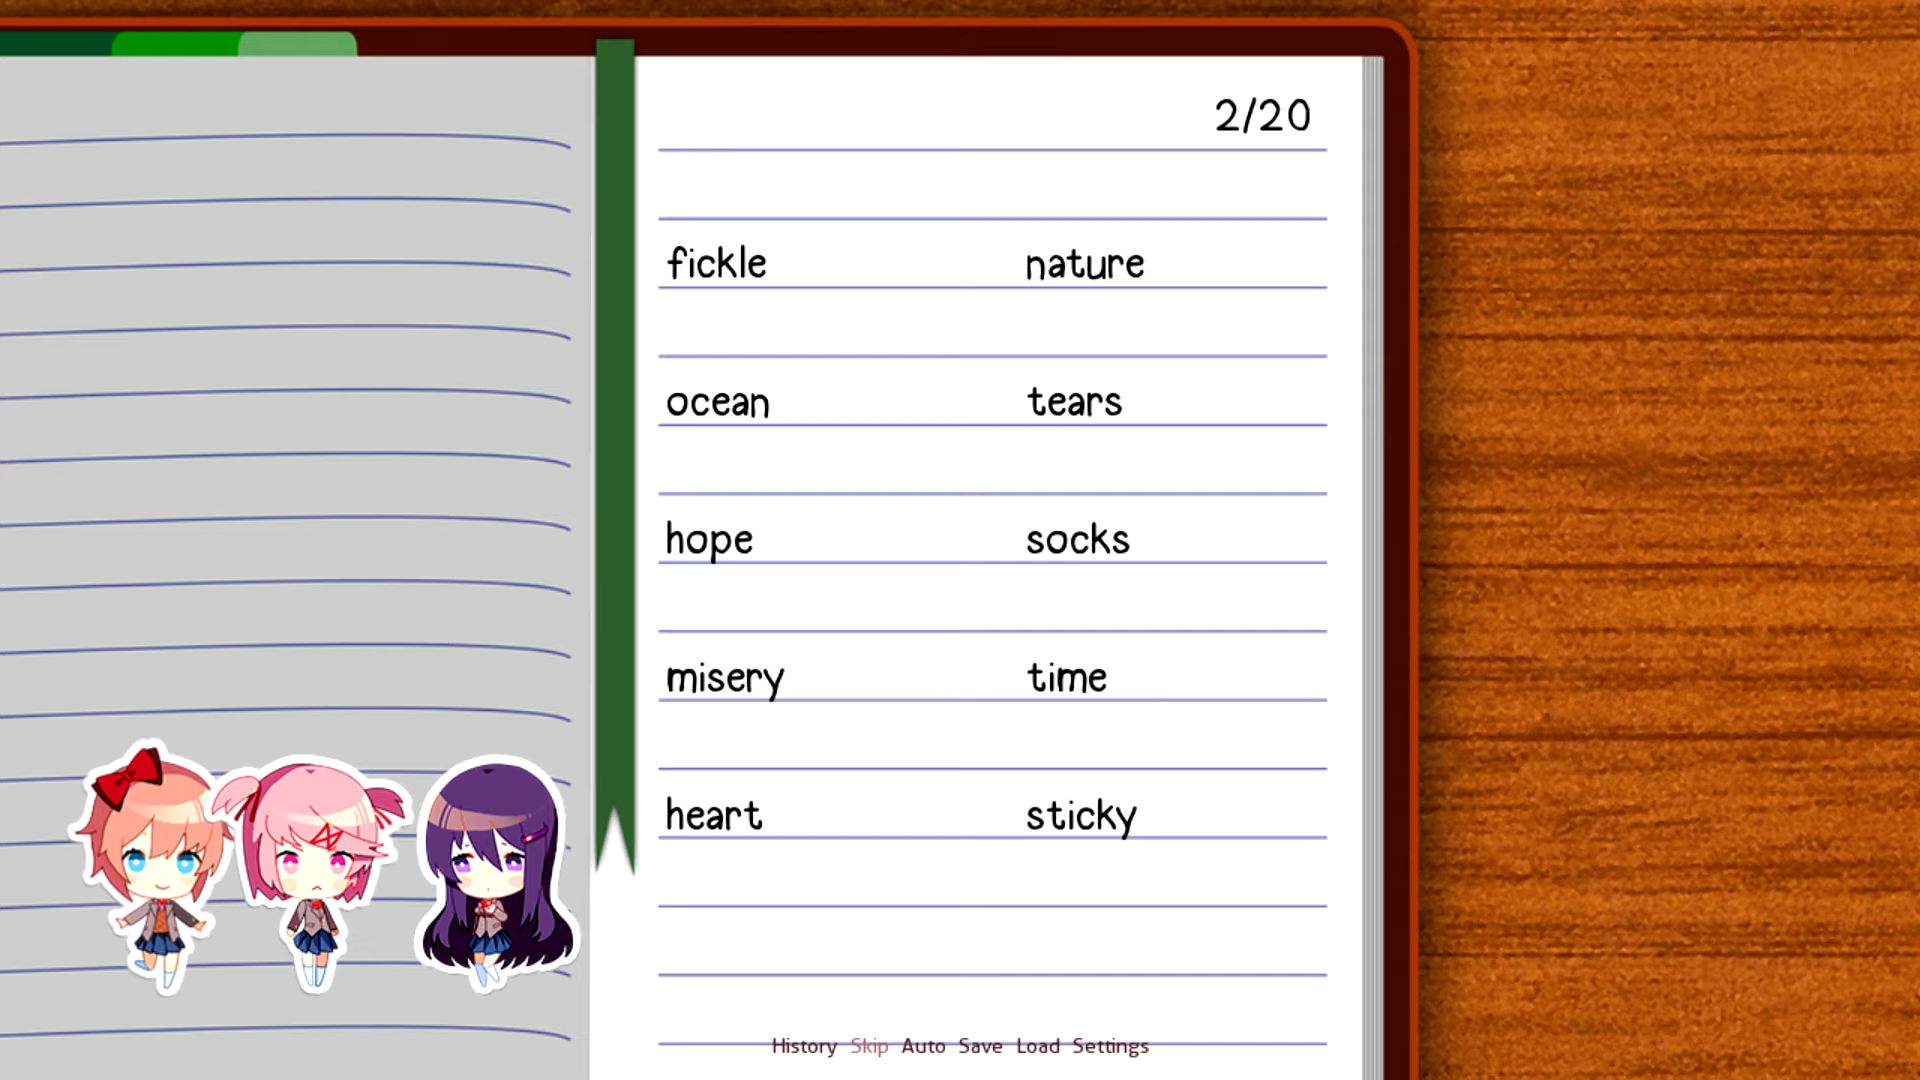 2/20
fickle nature
ocean tears
hope socks
misery time
heart sticky
History Skip Auto Save Load Settings